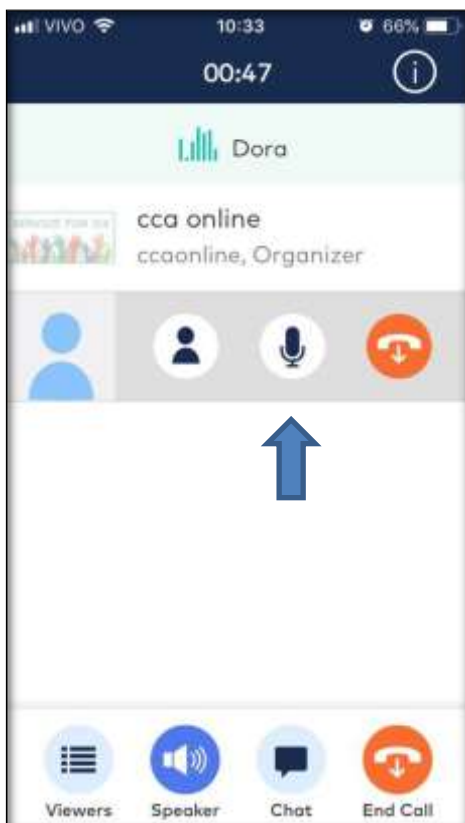 VIVO 10:33 66%
00:47
Dora
cca online
ccaonline, Organizer
Viewers Speaker Chat End Call